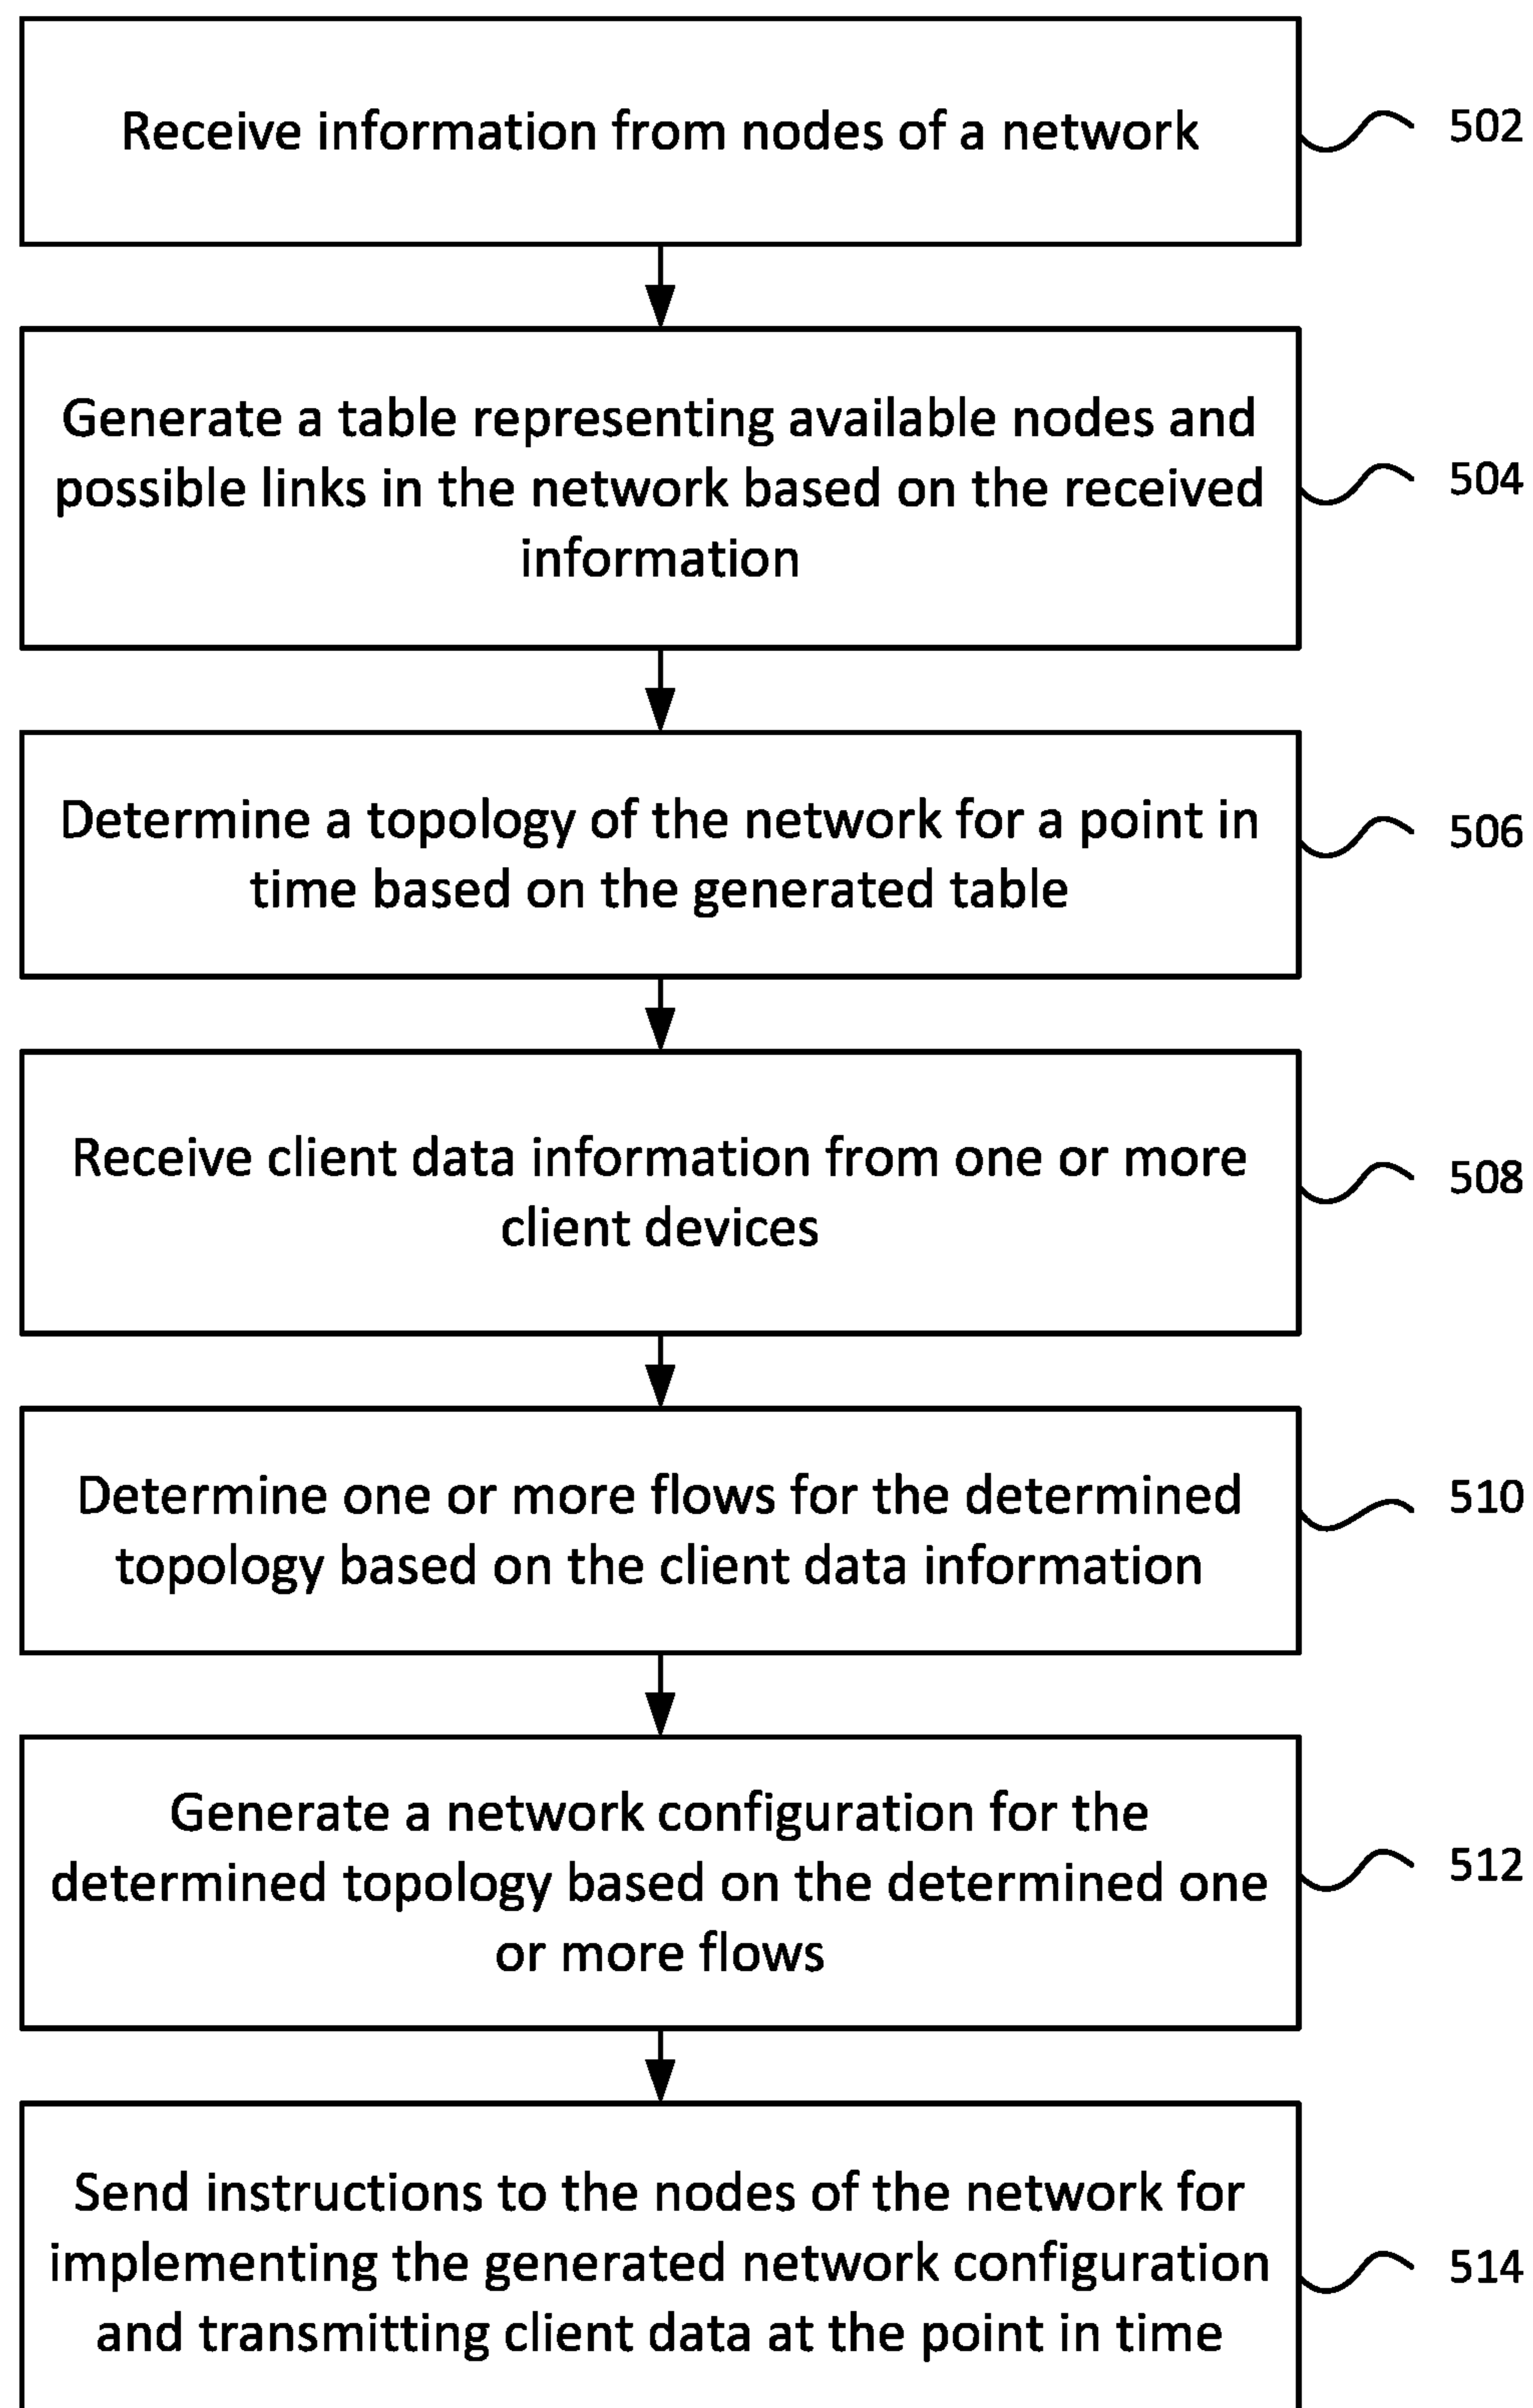 Receive information from nodes of a network
502
Generate a table representing available nodes and
possible links in the network based on the received
information
504
Determine a topology of the network for a point in
time based on the generated table
506
Receive client data information from one or more
client devices
508
Determine one or more flows for the determined
topology based on the client data information
510
Generate a network configuration for the
determined topology based on the determined one
or more flows
512
Send instructions to the nodes of the network for
implementing the generated network configuration
and transmitting client data at the point in time
514